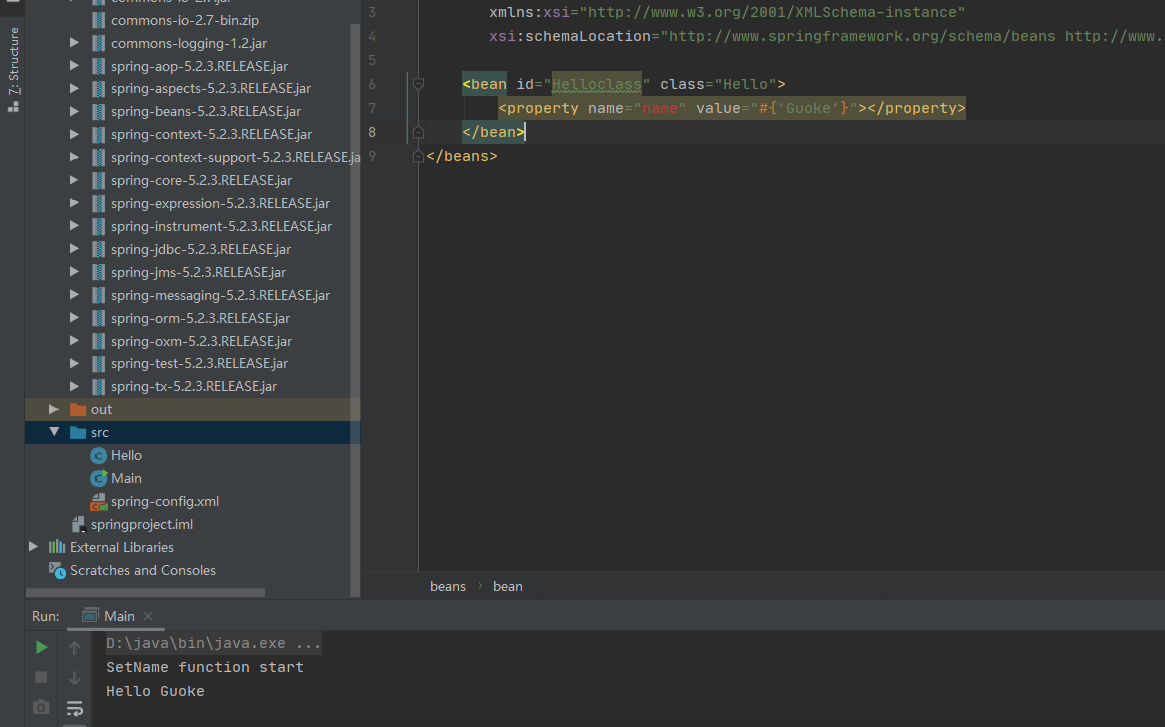 7: Structure
commons-io-2.7-bin.zip
commons-logging-1.2.jar
spring-aop-5.2.3.RELEASE.jar
spring-aspects-5.2.3.RELEASE.jar
spring-beans-5.2.3.RELEASE.jar
spring-context-5.2.3.RELEASE.jar
spring-context-support-5.2.3.RELEASE.ja
spring-core-5.2.3.RELEASE.jar
spring-expression-5.2.3.RELEASE.jar
spring-instrument-5.2.3.RELEASE.jar
spring-jdbc-5.2.3.RELEASE.jar
spring-jms-5.2.3.RELEASE.jar
spring-messaging-5.2.3.RELEASE.jar
spring-orm-5.2.3.RELEASE.jar
spring-oxm-5.2.3.RELEASE.jar
spring-test-5.2.3.RELEASE.jar
spring-tx-5.2.3.RELEASE.jar
out
src
Hello
Main
spring-config.xml
springproject.iml
External Libraries
Scratches and Consoles
3 xmlns:xsi="http://www.w3.org/2001/XMLSchema-instance"
4 xsi:schemaLocation="http://www.springframework.org/schema/beans http://www.
5
6 <bean id="Helloclass" class="Hello">
7 <property name="name" value="#{'Guoke'}"></property>
8 </bean>
9 </beans>
beans › bean
Run: Main
D:\java\bin\java.exe ...
SetName function start
Hello Guoke